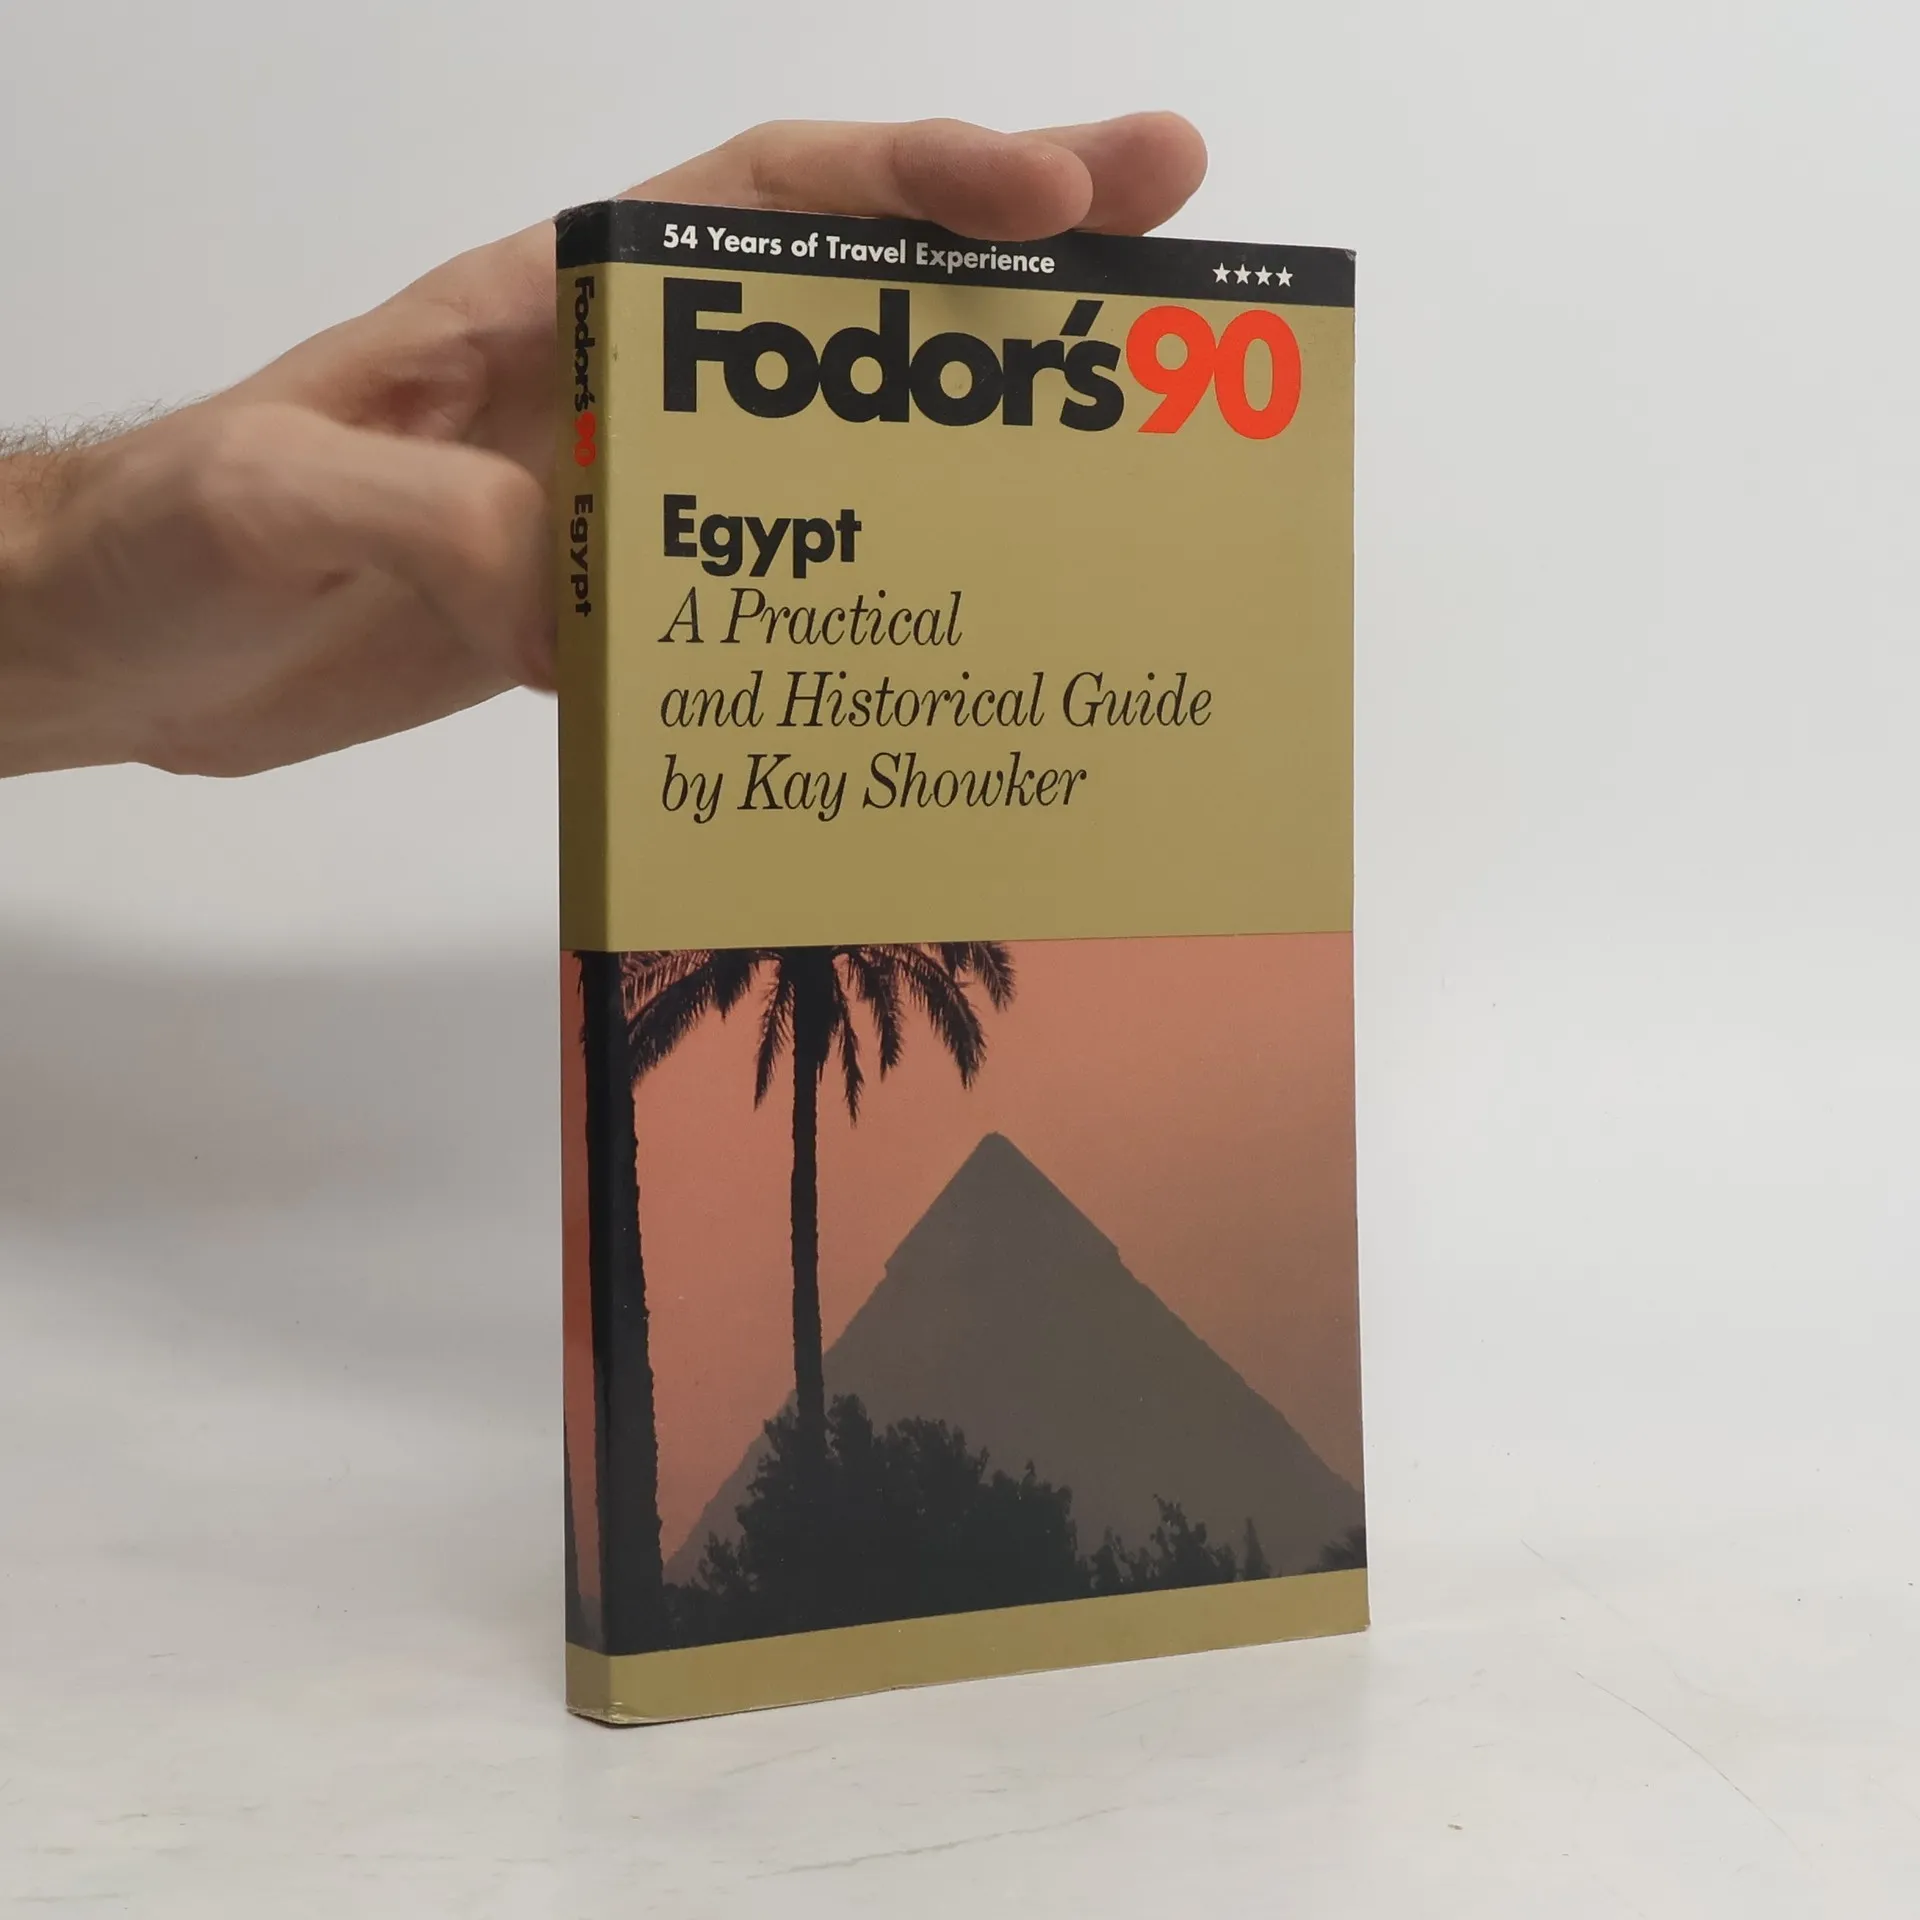 54 Years of Travel Experience
★★★★
Fodor's90
Egypt
A Practical
and Historical Guide
by Kay Showker
Fodor's90 Egypt